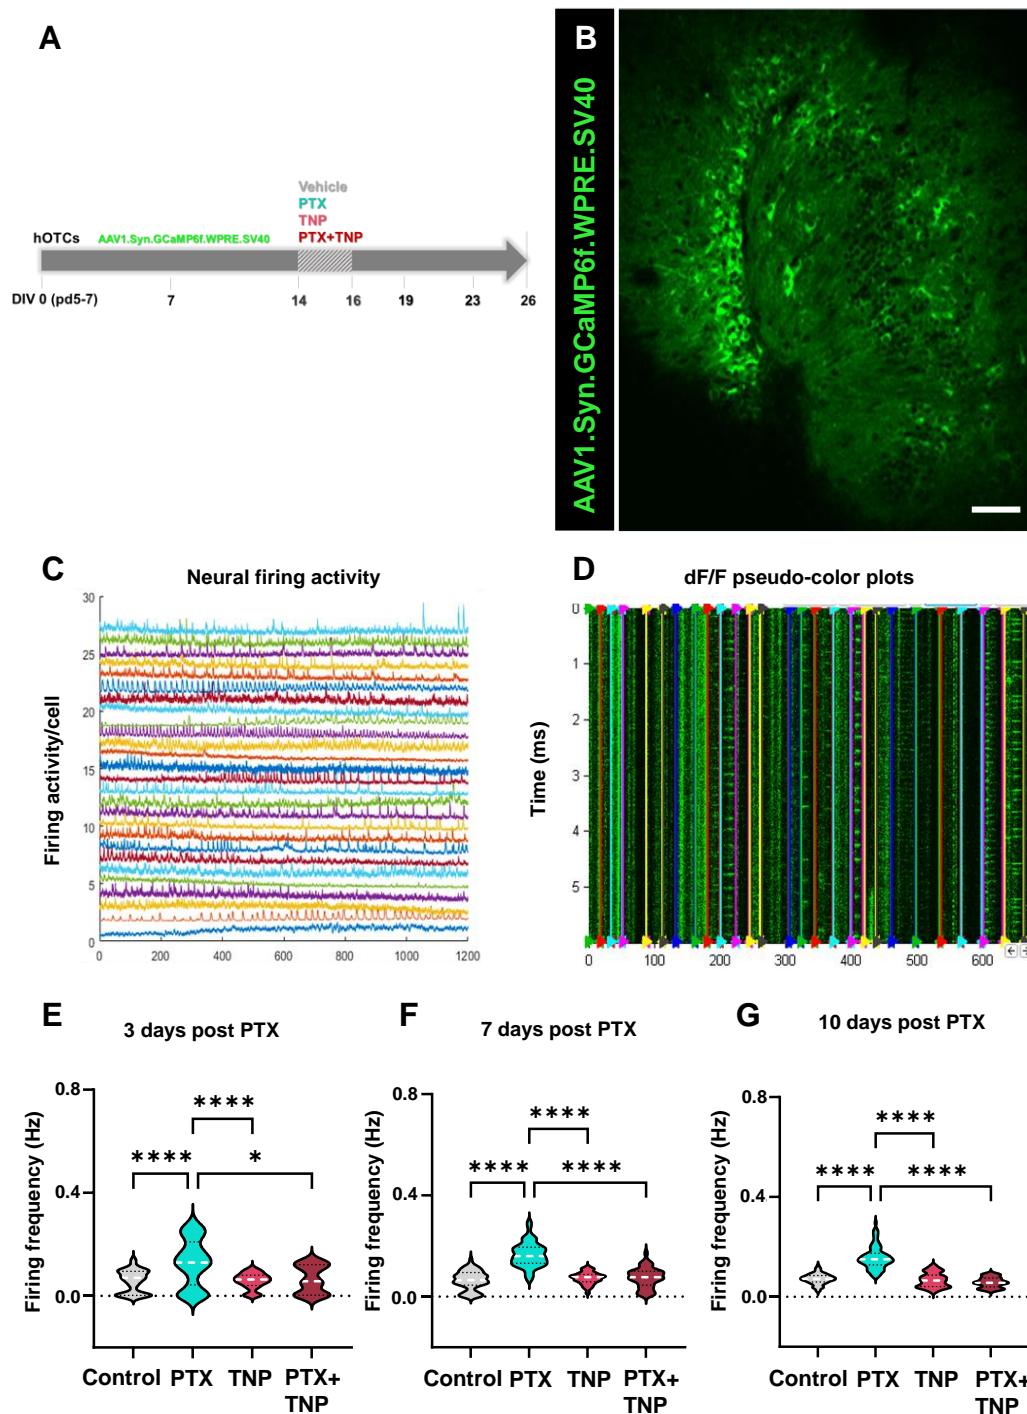 A
Vehicle
PTX
TNP
PTX+TNP
hOTCs
AAV1.Syn.GCaMP6f.WPRE.SV40
DIV 0 (pd5-7)
7
14
16
19
23
26
B
AAV1.Syn.GCaMP6f.WPRE.SV40
C
Neural firing activity
Firing activity/cell
30
25
20
15
10
5
0
0
200
400
600
800
1000
1200
D
dF/F pseudo-color plots
Time (ms)
0
1
2
3
4
5
0
100
200
300
400
500
600
E
3 days post PTX
Firing frequency (Hz)
0.8
0.4
0.0
****
****
*
Control
PTX
TNP
PTX+
TNP
F
7 days post PTX
Firing frequency (Hz)
0.8
0.4
0.0
****
****
****
Control
PTX
TNP
PTX+
TNP
G
10 days post PTX
Firing frequency (Hz)
0.8
0.4
0.0
****
****
****
Control
PTX
TNP
PTX+
TNP